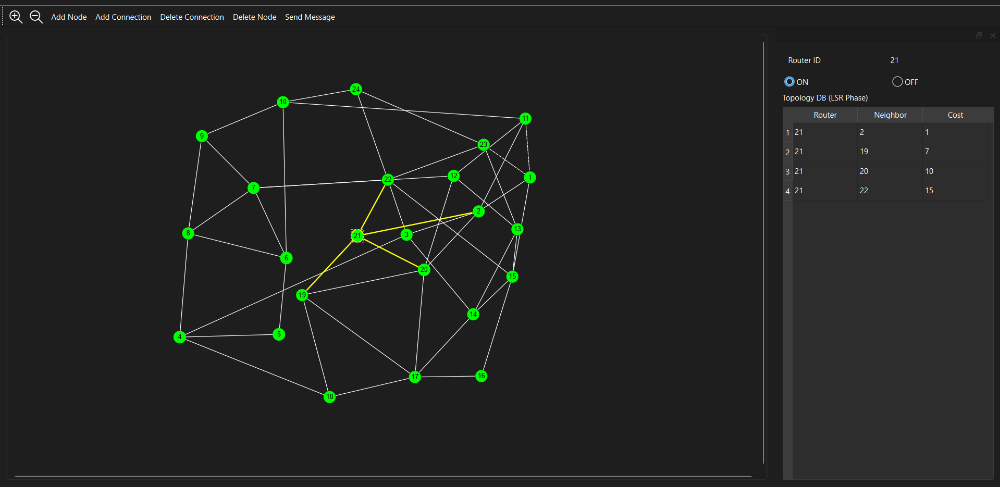 Add Node Add Connection Delete Connection Delete Node Send Message
Router ID 21
ON OFF
Topology DB (LSR Phase)
Router Neighbor Cost
1 21 2 1
2 21 19 7
3 21 20 10
4 21 22 15
24
10
11
9
23
12
1
22
7
2
13
8
3
21
6
20
15
19
14
5
4
16
17
18